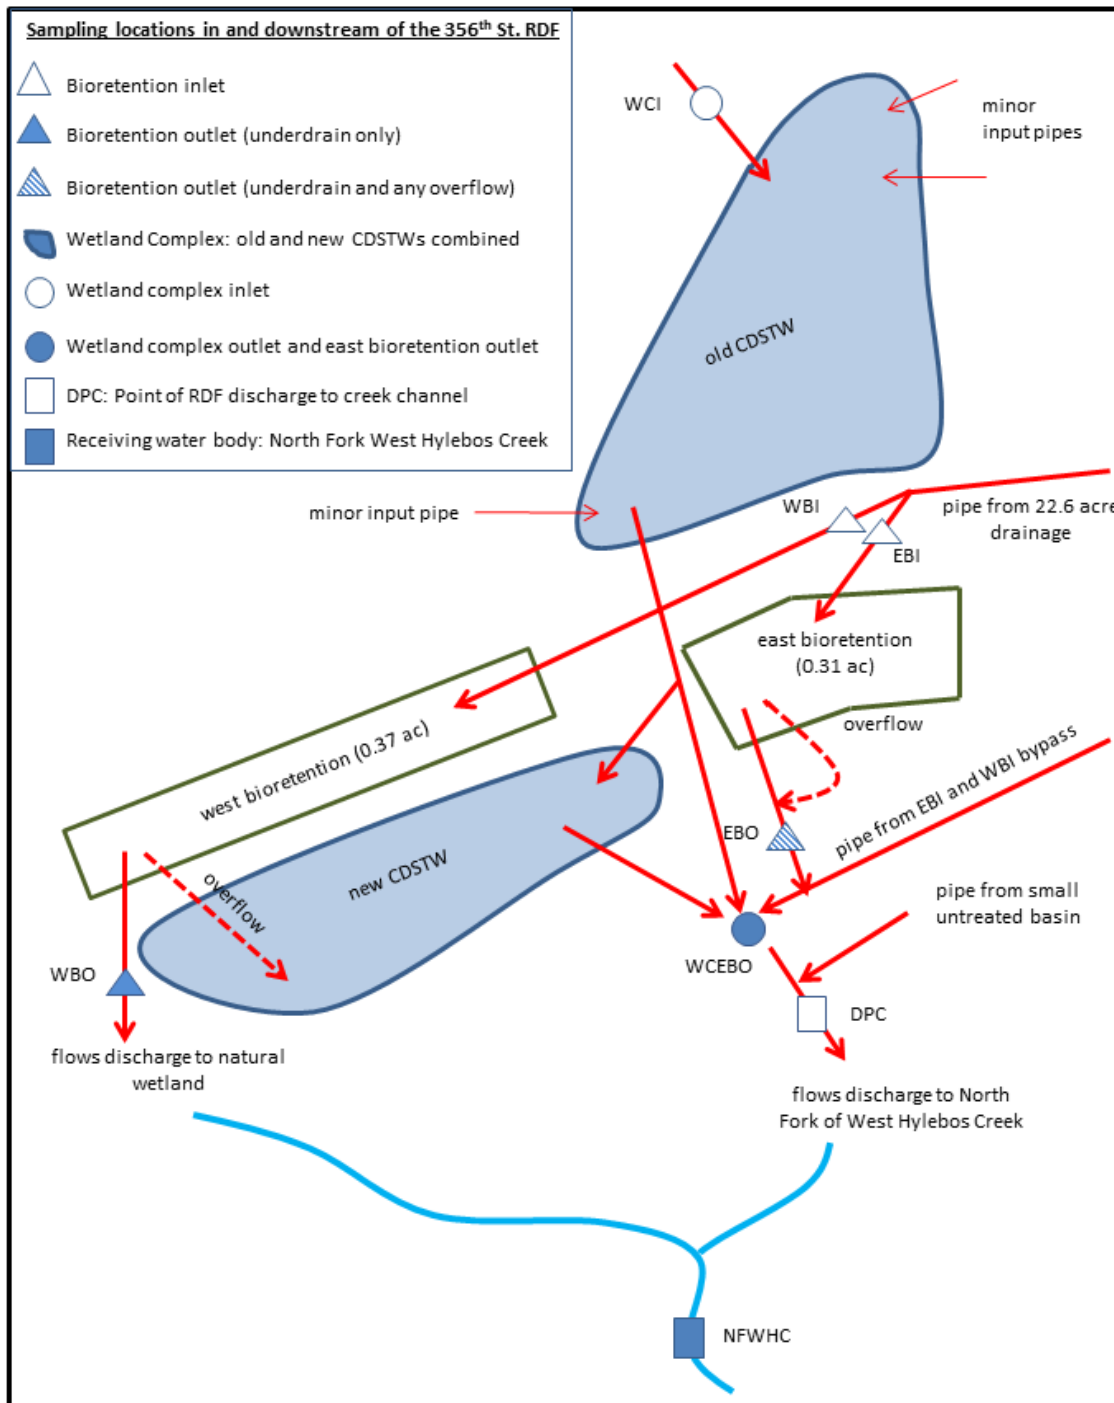 Sampling locations in and downstream of the 356th St. RDF
Bioretention inlet
Bioretention outlet (underdrain only)
Bioretention outlet (underdrain and any overflow)
Wetland Complex: old and new CDSTWs combined
Wetland complex inlet
Wetland complex outlet and east bioretention outlet
DPC: Point of RDF discharge to creek channel
Receiving water body: North Fork West Hylebos Creek
WCI
minor
input pipes
old CDSTW
minor input pipe
WBI
EBI
pipe from 22.6 acre
drainage
east bioretention
(0.31 ac)
overflow
west bioretention (0.37 ac)
overflow
new CDSTW
EBO
pipe from EBI and WBI bypass
pipe from small
untreated basin
WCEBO
WBO
DPC
flows discharge to natural
wetland
flows discharge to North
Fork of West Hylebos Creek
NFWHC